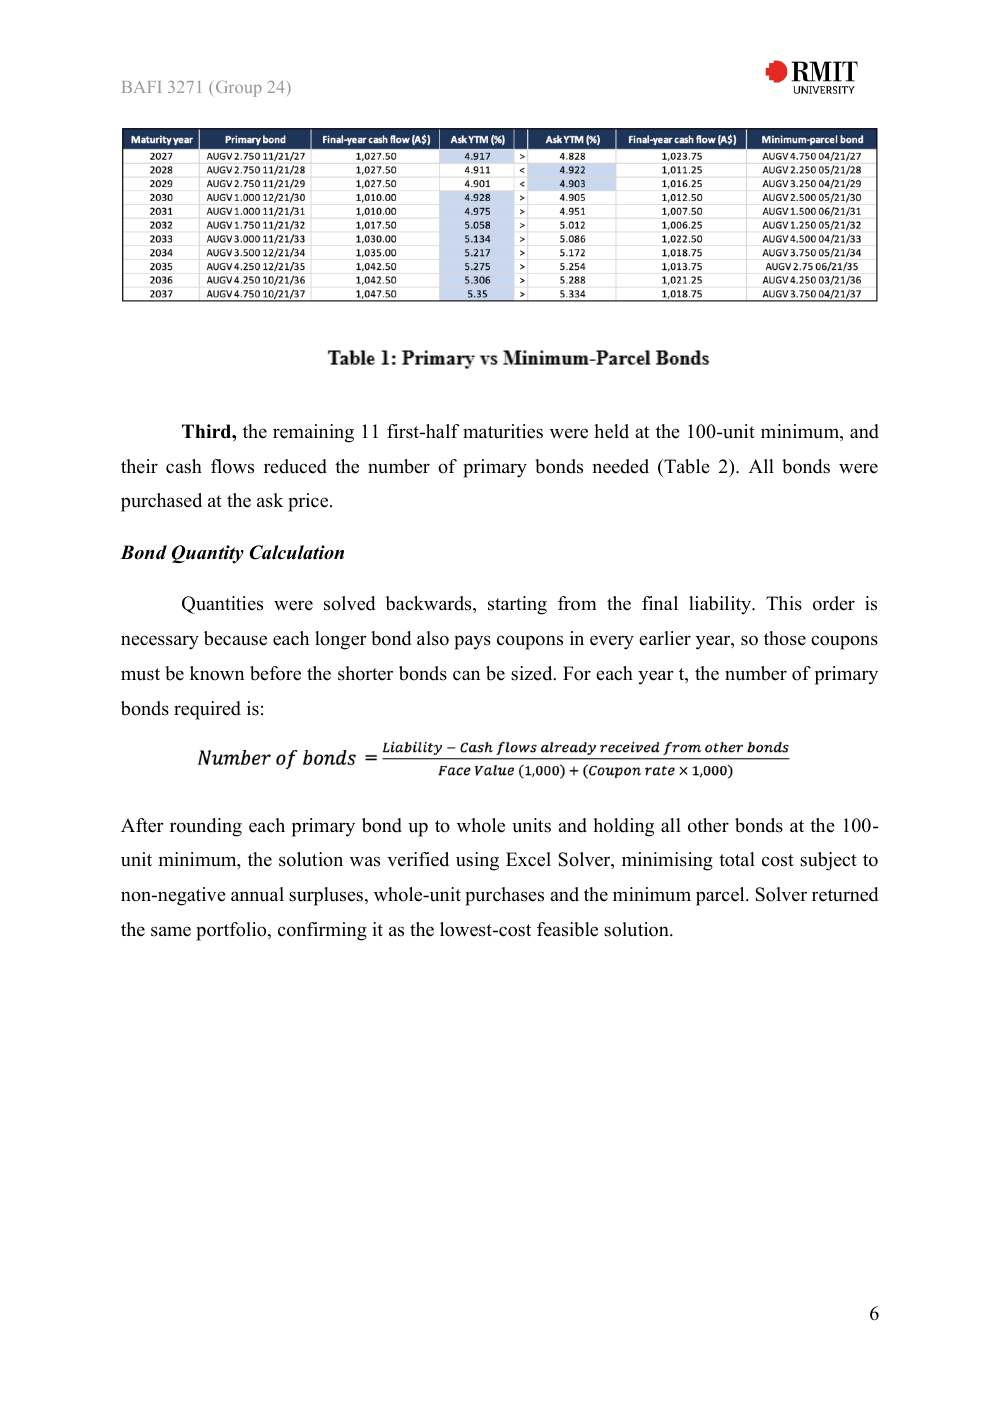 BAFI 3271 (Group 24)
RMIT
UNIVERSITY
Maturity year Primary bond Final-year cash flow (A$) Ask YTM (%) Ask YTM (%) Final-year cash flow (A$) Minimum-parcel bond
2027 AUGV 2.750 11/21/27 1,027.50 4.917 > 4.828 1,023.75 AUGV 4.750 04/21/27
2028 AUGV 2.750 11/21/28 1,027.50 4.911 < 4.922 1,011.25 AUGV 2.250 05/21/28
2029 AUGV 2.750 11/21/29 1,027.50 4.901 < 4.903 1,016.25 AUGV 3.250 04/21/29
2030 AUGV 1.000 12/21/30 1,010.00 4.928 > 4.905 1,012.50 AUGV 2.500 05/21/30
2031 AUGV 1.000 11/21/31 1,010.00 4.975 > 4.951 1,007.50 AUGV 1.500 06/21/31
2032 AUGV 1.750 11/21/32 1,017.50 5.058 > 5.012 1,006.25 AUGV 1.250 05/21/32
2033 AUGV 3.000 11/21/33 1,030.00 5.134 > 5.086 1,022.50 AUGV 4.500 04/21/33
2034 AUGV 3.500 12/21/34 1,035.00 5.217 > 5.172 1,018.75 AUGV 3.750 05/21/34
2035 AUGV 4.250 12/21/35 1,042.50 5.275 > 5.254 1,013.75 AUGV 2.75 06/21/35
2036 AUGV 4.250 10/21/36 1,042.50 5.306 > 5.288 1,021.25 AUGV 4.250 03/21/36
2037 AUGV 4.750 10/21/37 1,047.50 5.35 > 5.334 1,018.75 AUGV 3.750 04/21/37
Table 1: Primary vs Minimum-Parcel Bonds
Third, the remaining 11 first-half maturities were held at the 100-unit minimum, and
their cash flows reduced the number of primary bonds needed (Table 2). All bonds were
purchased at the ask price.
Bond Quantity Calculation
Quantities were solved backwards, starting from the final liability. This order is
necessary because each longer bond also pays coupons in every earlier year, so those coupons
must be known before the shorter bonds can be sized. For each year t, the number of primary
bonds required is:
Number of bonds = Liability − Cash flows already received from other bonds
Face Value (1,000) + (Coupon rate × 1,000)
After rounding each primary bond up to whole units and holding all other bonds at the 100-
unit minimum, the solution was verified using Excel Solver, minimising total cost subject to
non-negative annual surpluses, whole-unit purchases and the minimum parcel. Solver returned
the same portfolio, confirming it as the lowest-cost feasible solution.
6